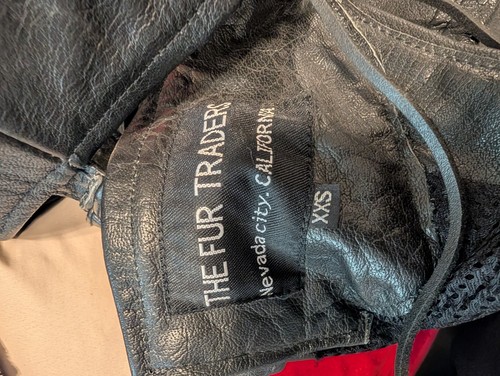 THE FUR TRADERS
Nevada city. CALIFORNIA
XXS